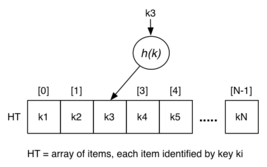 k3
h(k)
[0] [1] [3] [4] [N-1]
HT k1 k2 k3 k4 k5 ..... kN
HT = array of items, each item identified by key ki